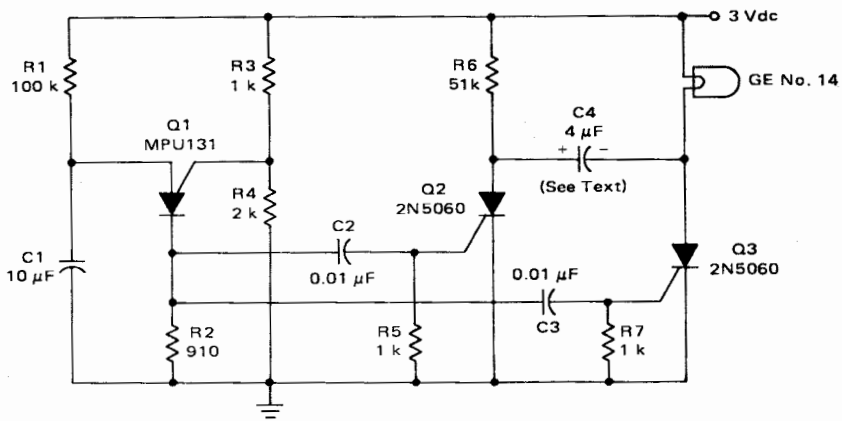 3 Vdc
R1
100 k
R3
1 k
R6
51k
GE No. 14
C4
4 μF
+ −
(See Text)
Q1
MPU131
R4
2 k
Q2
2N5060
C2
0.01 μF
Q3
2N5060
C1
10 μF
0.01 μF
C3
R2
910
R5
1 k
R7
1 k